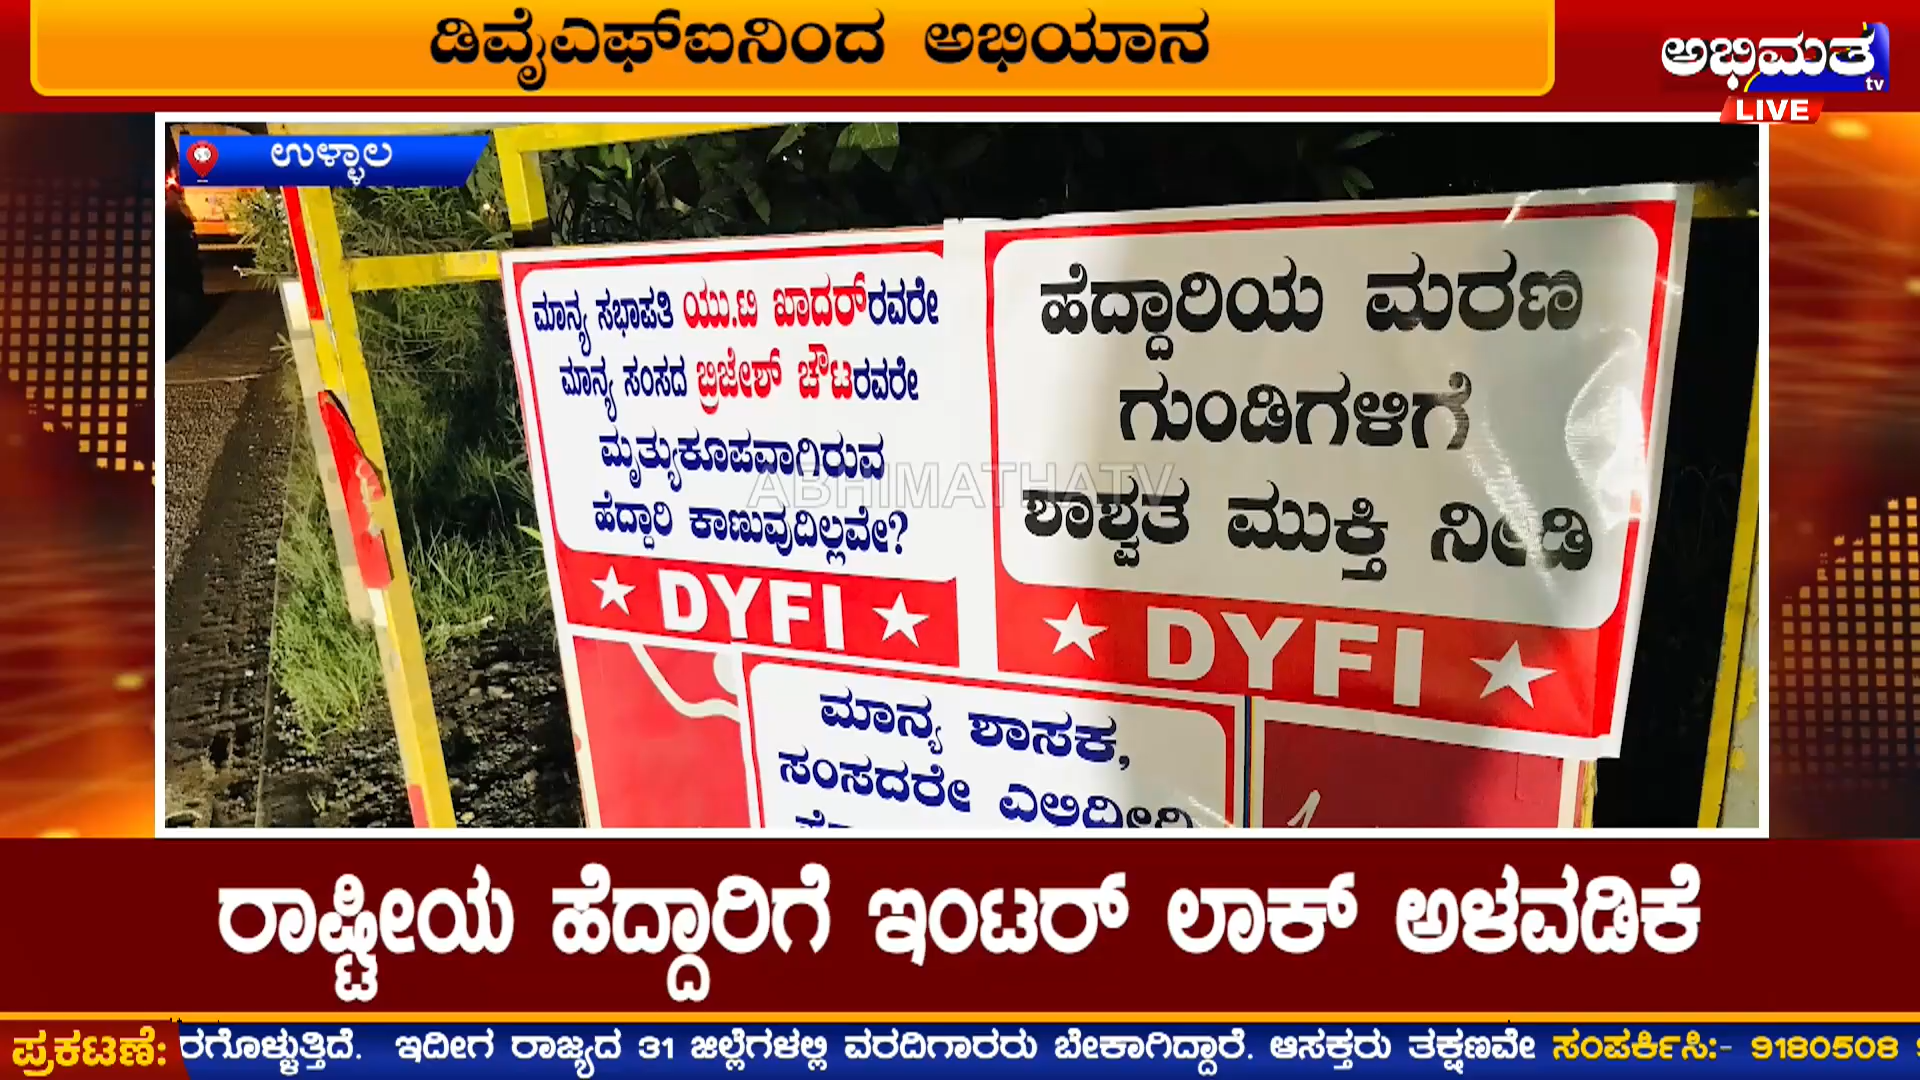 ಡಿವೈಎಫ್ಐನಿಂದ ಅಭಿಯಾನ
ಅಭಿಮತ
tv
LIVE
ಉಳ್ಳಾಲ
ಮಾನ್ಯ ಸಭಾಪತಿ ಯು.ಟಿ ಖಾದರ್‌ರವರೇ
ಮಾನ್ಯ ಸಂಸದ ಬ್ರಿಜೇಶ್ ಚೌಟರವರೇ
ಮೃತ್ಯುಕೂಪವಾಗಿರುವ
ಹೆದ್ದಾರಿ ಕಾಣುವುದಿಲ್ಲವೇ?
★ DYFI ★
ಹೆದ್ದಾರಿಯ ಮರಣ
ಗುಂಡಿಗಳಿಗೆ
ಶಾಶ್ವತ ಮುಕ್ತಿ ನೀಡಿ
★ DYFI ★
ABHIMATHATV
ಮಾನ್ಯ ಶಾಸಕ,
ಸಂಸದರೇ ಎಲ್ಲಿದ್ದೀರಿ
ರಾಷ್ಟ್ರೀಯ ಹೆದ್ದಾರಿಗೆ ಇಂಟರ್ ಲಾಕ್ ಅಳವಡಿಕೆ
ಪ್ರಕಟಣೆ: ರಗೊಳ್ಳುತ್ತಿದೆ. ಇದೀಗ ರಾಜ್ಯದ 31 ಜಿಲ್ಲೆಗಳಲ್ಲಿ ವರದಿಗಾರರು ಬೇಕಾಗಿದ್ದಾರೆ. ಆಸಕ್ತರು ತಕ್ಷಣವೇ ಸಂಪರ್ಕಿಸಿ:- 9180508